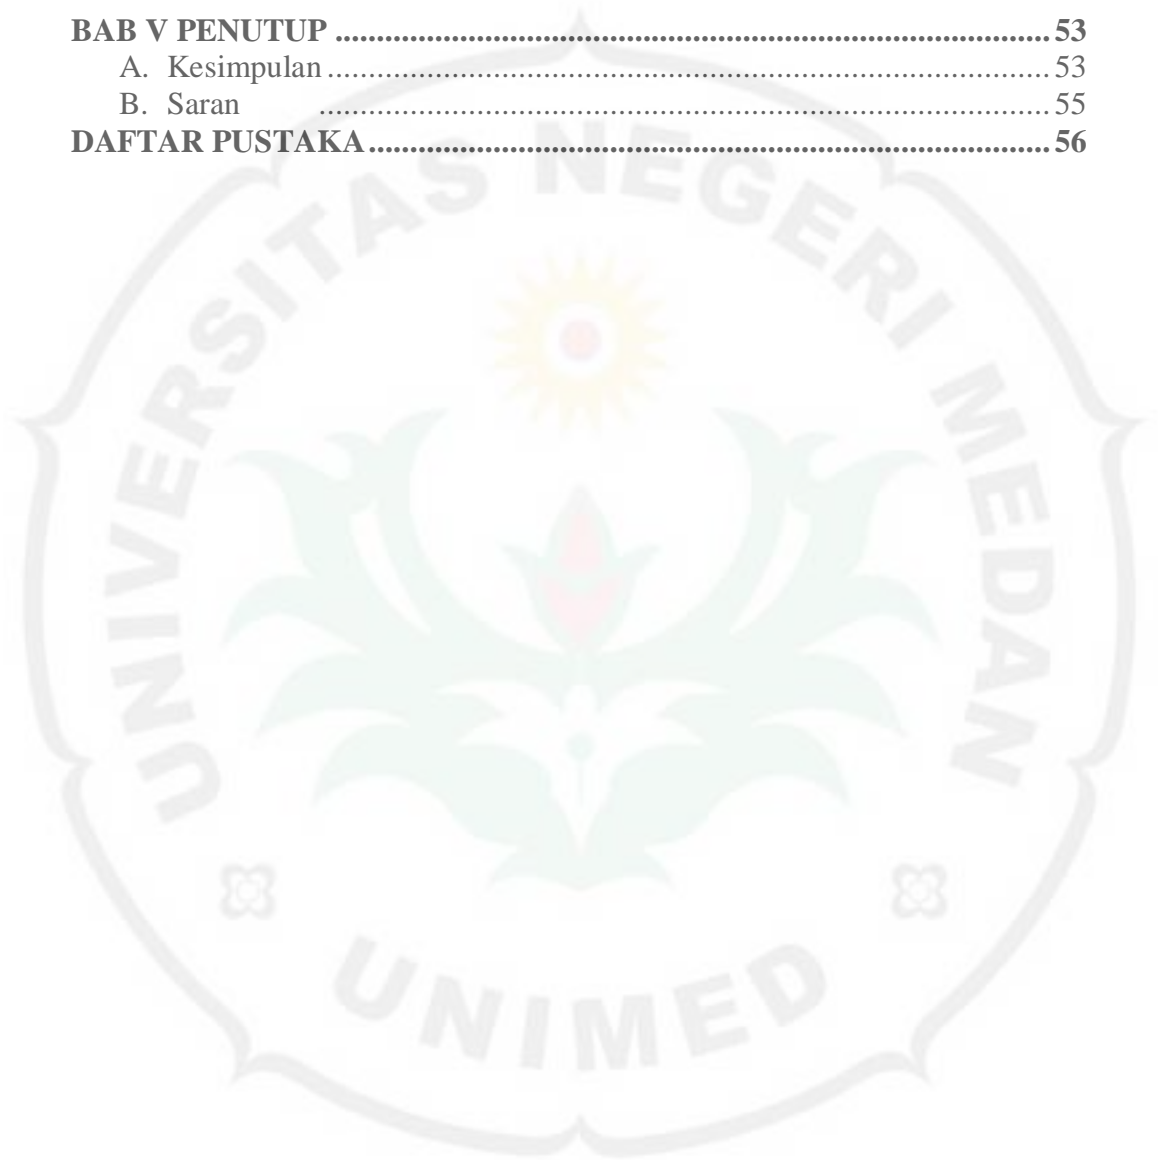 BAB V PENUTUP ........................................................................................ 53
A. Kesimpulan ........................................................................................ 53
B. Saran ........................................................................................ 55
DAFTAR PUSTAKA ................................................................................... 56
UNIVERSITAS NEGERI MEDAN
UNIMED